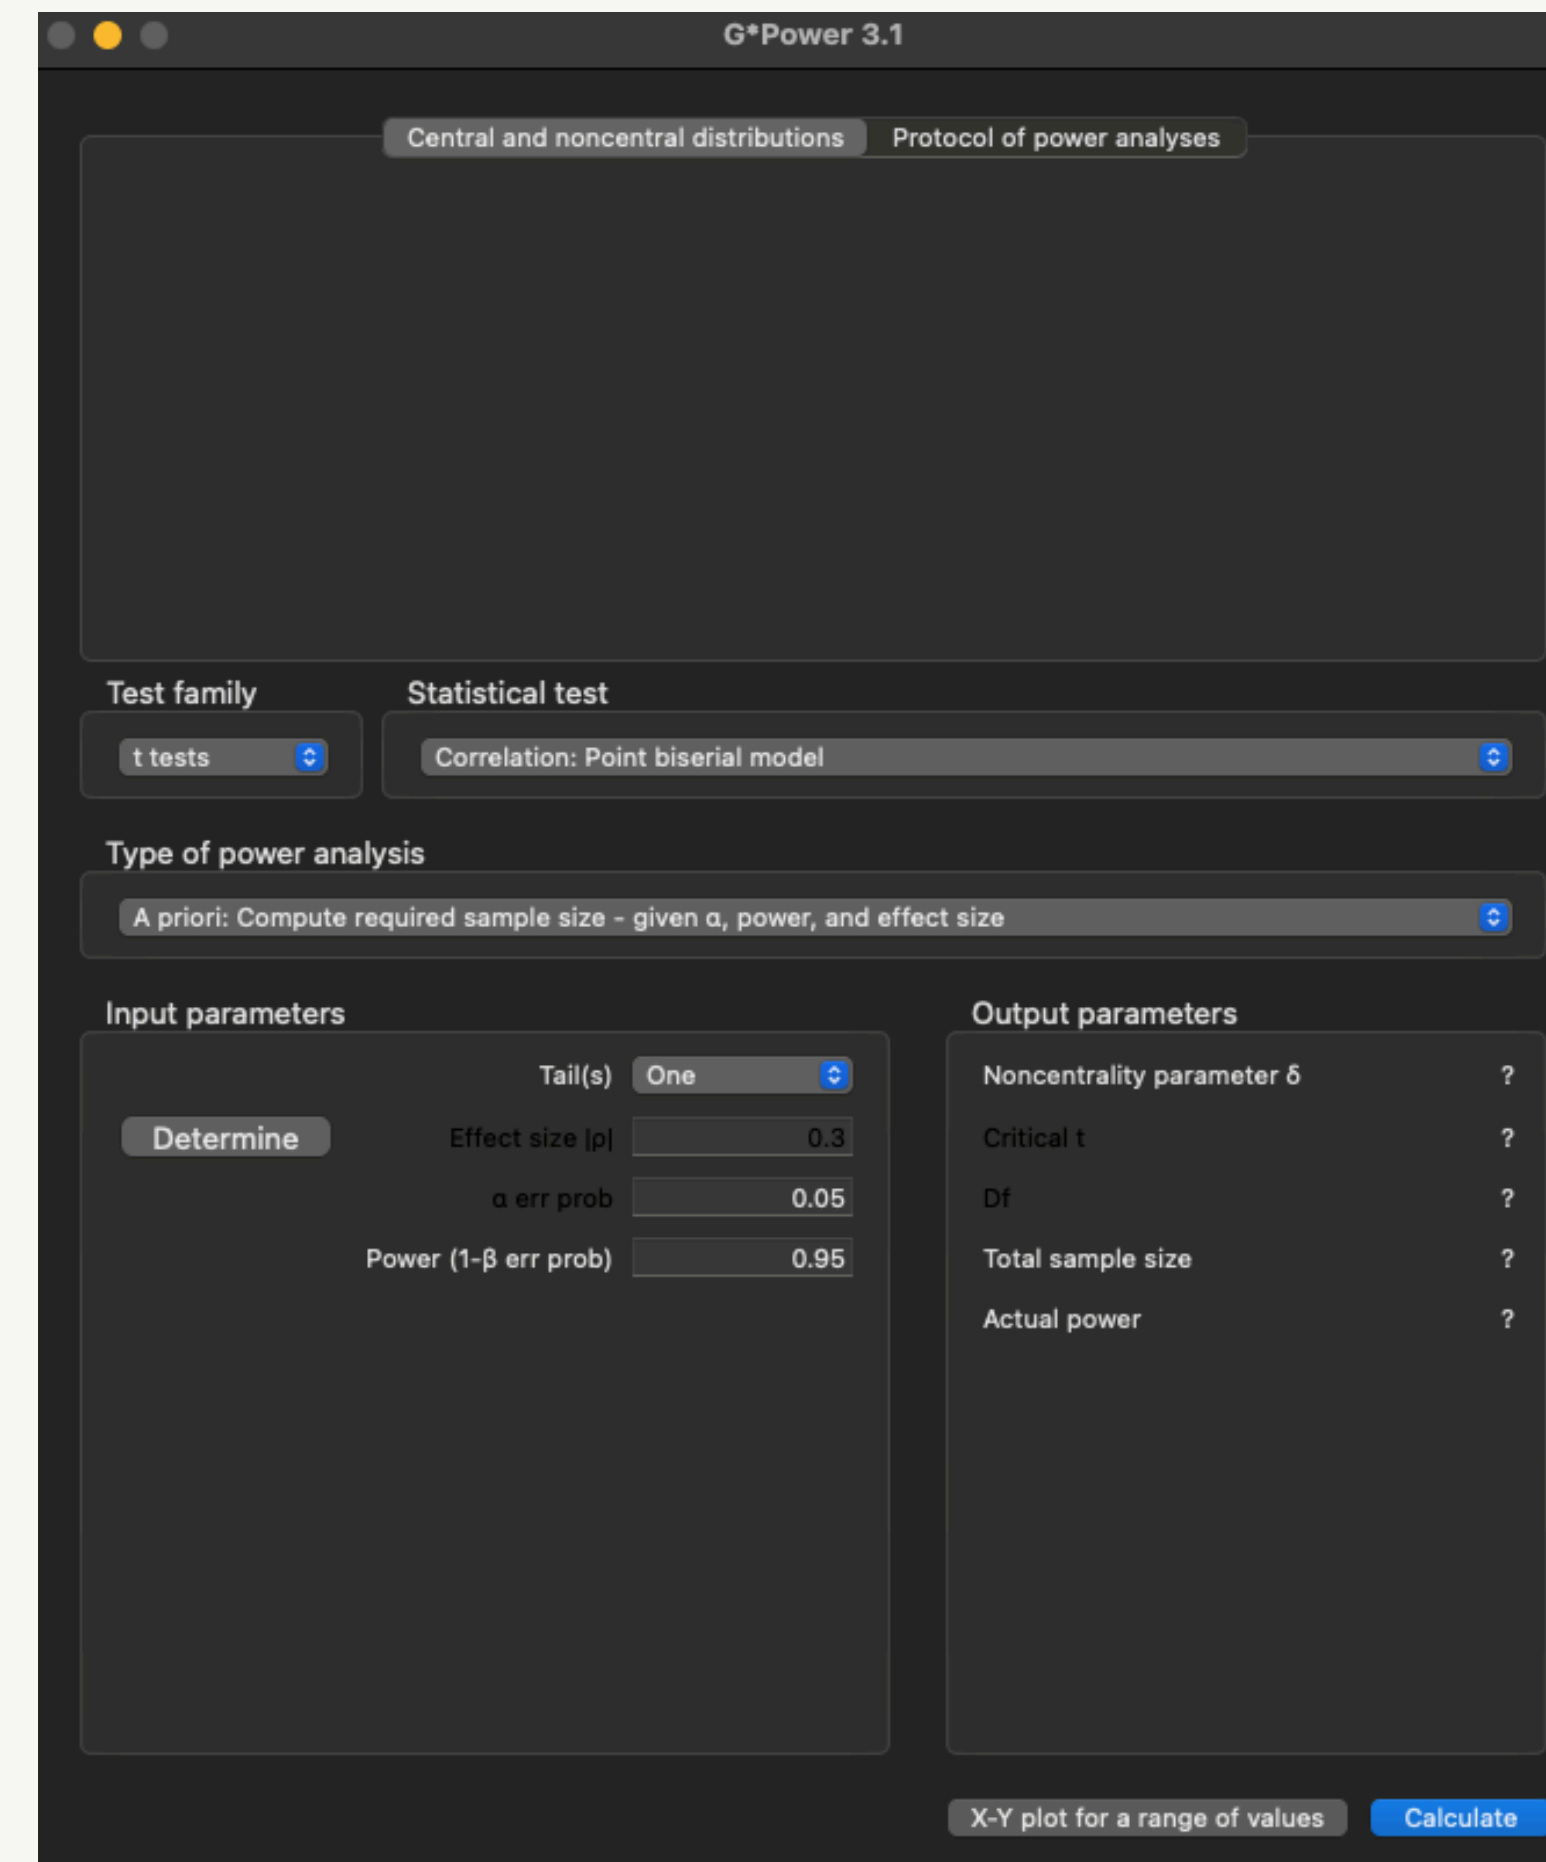 G*Power 3.1
Central and noncentral distributions Protocol of power analyses
Test family Statistical test
t tests Correlation: Point biserial model
Type of power analysis
A priori: Compute required sample size - given α, power, and effect size
Input parameters Output parameters
Tail(s) One Noncentrality parameter δ ?
Determine Effect size |ρ| 0.3 Critical t ?
α err prob 0.05 Df ?
Power (1-β err prob) 0.95 Total sample size ?
Actual power ?
X-Y plot for a range of values Calculate